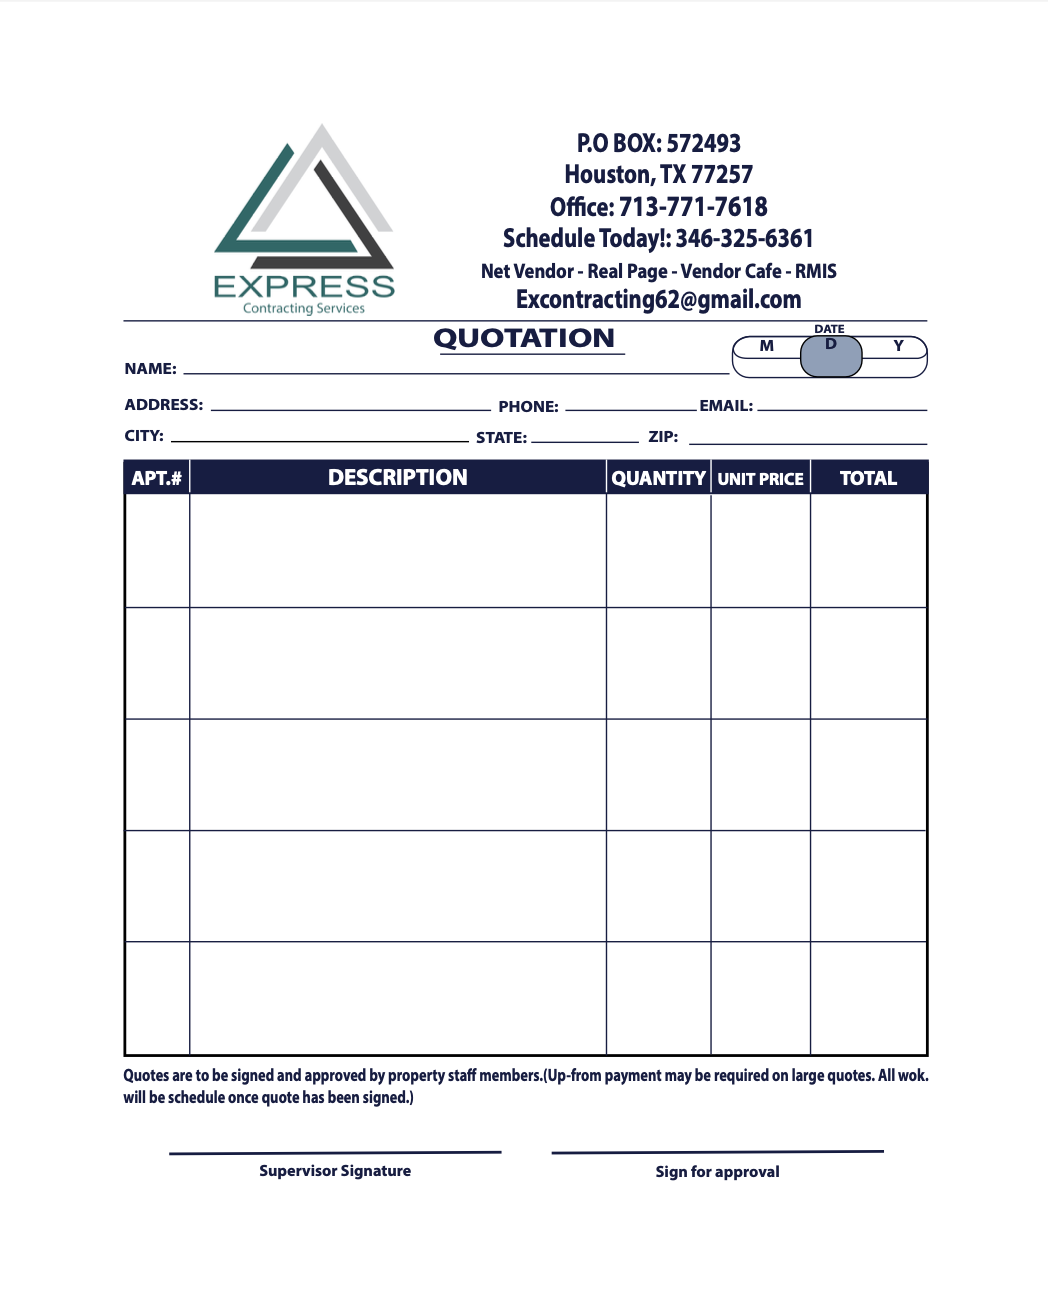 P.O BOX: 572493
Houston, TX 77257
Office: 713-771-7618
Schedule Today!: 346-325-6361
Net Vendor - Real Page - Vendor Cafe - RMIS
Excontracting62@gmail.com
EXPRESS
Contracting Services
QUOTATION
DATE
M D Y
NAME:
ADDRESS: PHONE: EMAIL:
CITY: STATE: ZIP:
APT.# DESCRIPTION QUANTITY UNIT PRICE TOTAL
Quotes are to be signed and approved by property staff members.(Up-from payment may be required on large quotes. All wok.
will be schedule once quote has been signed.)
Supervisor Signature Sign for approval